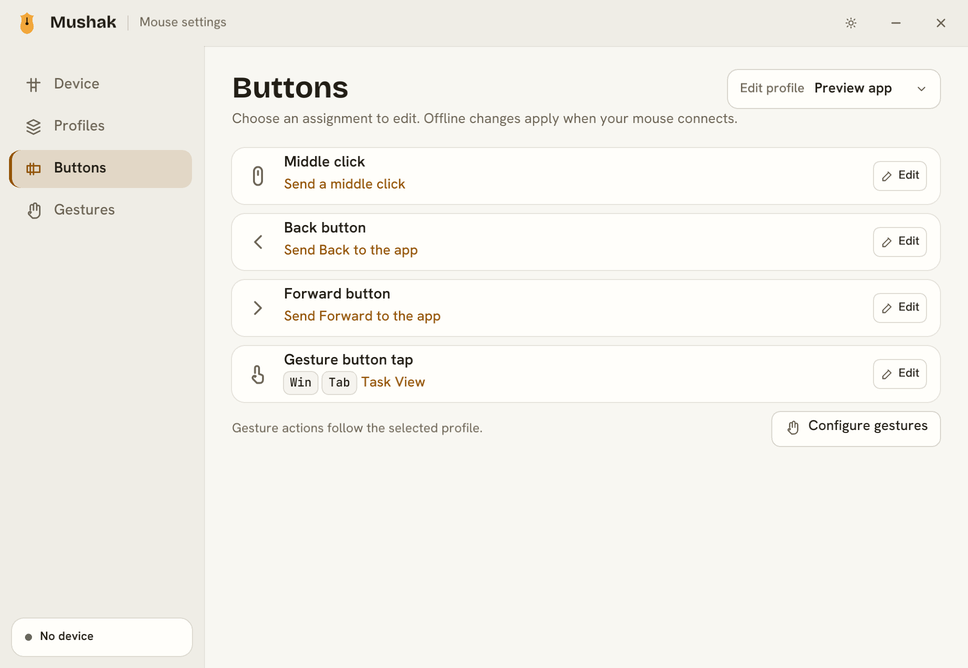 Mushak | Mouse settings
Device
Profiles
Buttons
Gestures
No device
Buttons
Edit profile Preview app
Choose an assignment to edit. Offline changes apply when your mouse connects.
Middle click
Send a middle click
Edit
Back button
Send Back to the app
Edit
Forward button
Send Forward to the app
Edit
Gesture button tap
Win Tab Task View
Edit
Gesture actions follow the selected profile.
Configure gestures